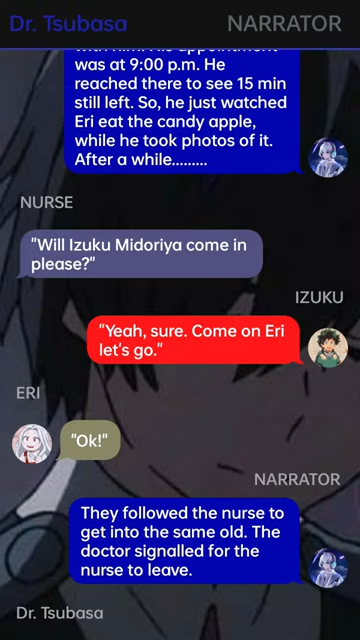 Dr. Tsubasa
NARRATOR
was at 9:00 p.m. He
reached there to see 15 min
still left. So, he just watched
Eri eat the candy apple,
while he took photos of it.
After a while.........
NURSE
"Will Izuku Midoriya come in
please?"
IZUKU
"Yeah, sure. Come on Eri
let's go."
ERI
"Ok!"
NARRATOR
They followed the nurse to
get into the same old. The
doctor signalled for the
nurse to leave.
Dr. Tsubasa